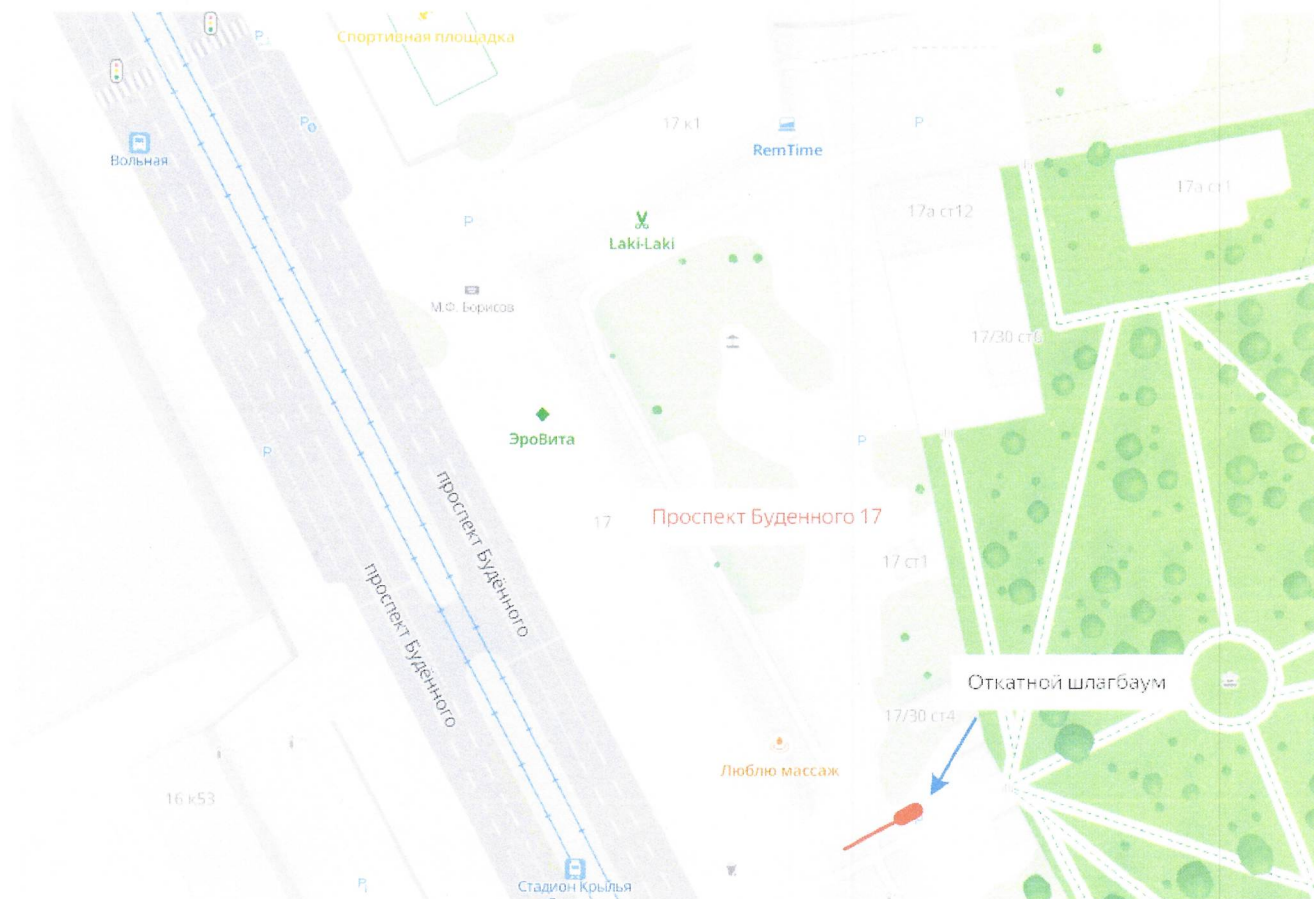 Спортивная площадка
P
P
17 к1
RemTime
P
Вольная
17а ст1
17а ст12
P
Laki-Laki
М.Ф. Борисов
17/30 ст6
ЭроВита
P
P
проспект Будённого
17
Проспект Буденного 17
17 ст1
проспект Будённого
Откатной шлагбаум
17/30 ст4
Люблю массаж
16 к53
P
Стадион Крылья